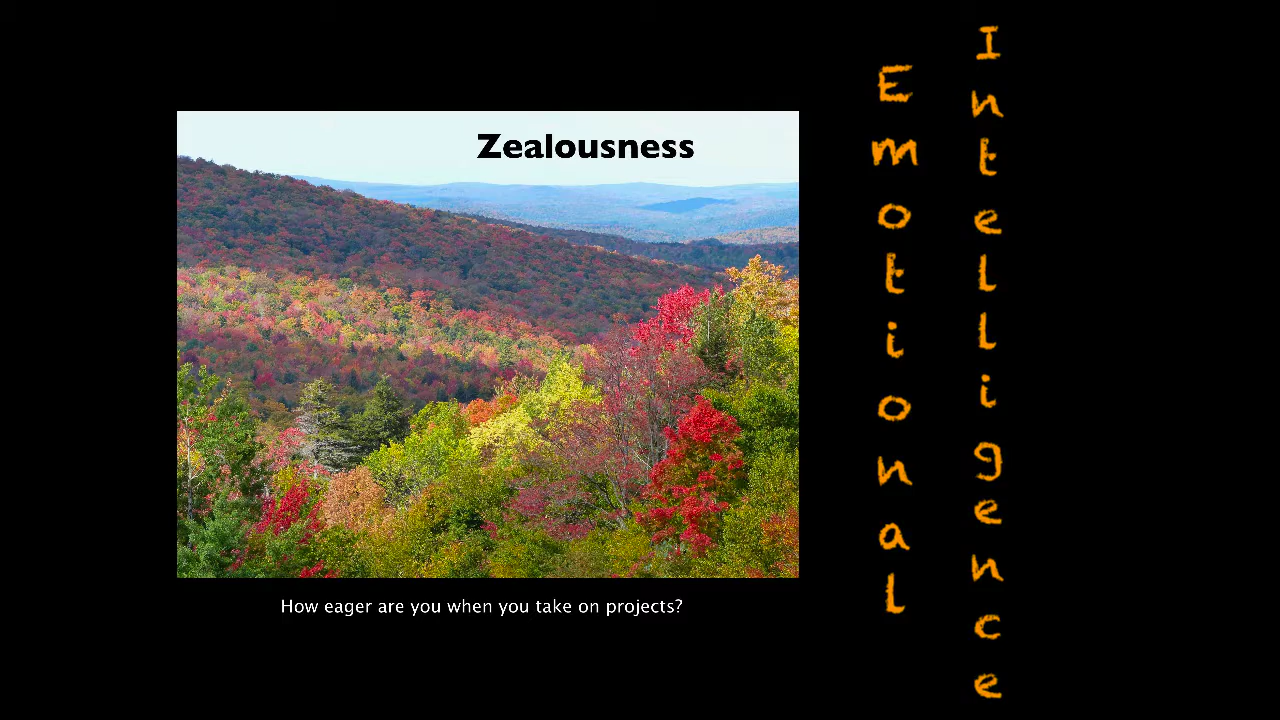 Zealousness
How eager are you when you take on projects?
Emotional
Intelligence